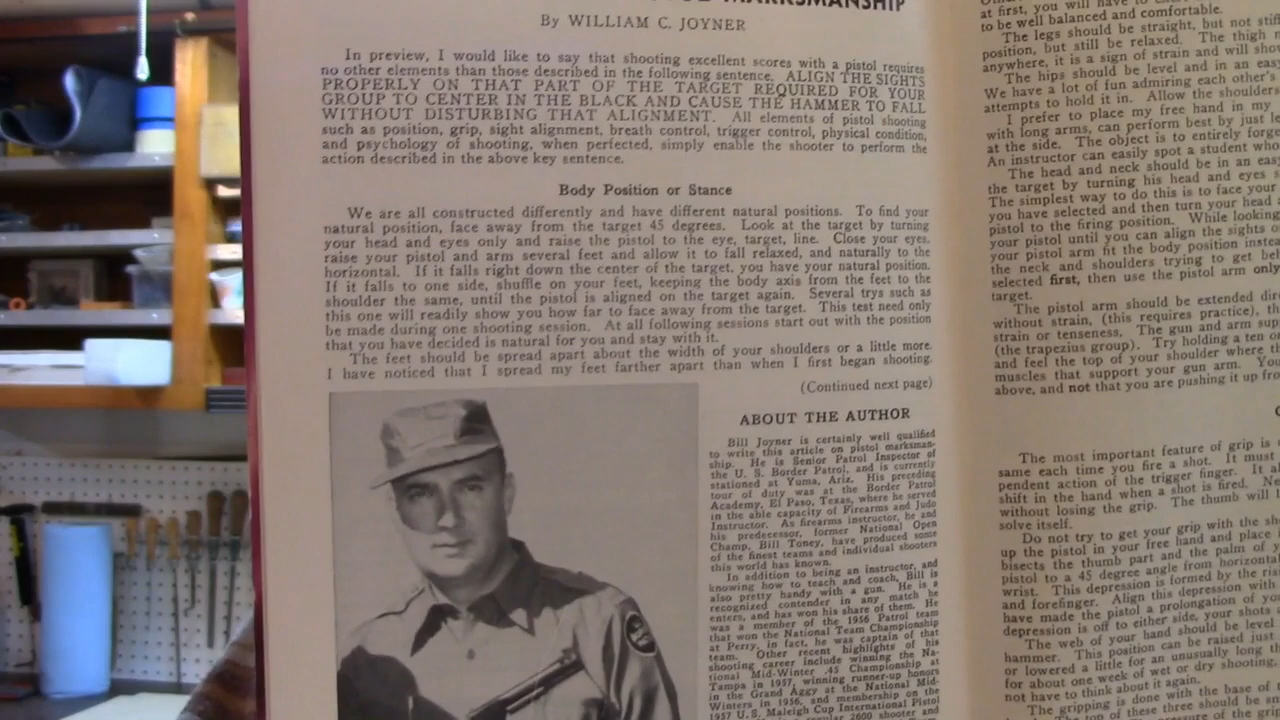 MARKSMANSHIP
By WILLIAM C. JOYNER
In preview, I would like to say that shooting excellent scores with a pistol requires
no other elements than those described in the following sentence. ALIGN THE SIGHTS
PROPERLY ON THAT PART OF THE TARGET REQUIRED FOR YOUR
GROUP TO CENTER IN THE BLACK AND CAUSE THE HAMMER TO FALL
WITHOUT DISTURBING THAT ALIGNMENT. All elements of pistol shooting
such as position, grip, sight alignment, breath control, trigger control, physical condition,
and psychology of shooting, when perfected, simply enable the shooter to perform the
action described in the above key sentence.
Body Position or Stance
We are all constructed differently and have different natural positions. To find your
natural position, face away from the target 45 degrees. Look at the target by turning
your head and eyes only and raise the pistol to the eye, target, line. Close your eyes,
raise your pistol and arm several feet and allow it to fall relaxed, and naturally to the
horizontal. If it falls right down the center of the target, you have your natural position.
If it falls to one side, shuffle on your feet, keeping the body axis from the feet to the
shoulder the same, until the pistol is aligned on the target again. Several trys such as
this one will readily show you how far to face away from the target. This test need only
be made during one shooting session. At all following sessions start out with the position
that you have decided is natural for you and stay with it.
The feet should be spread apart about the width of your shoulders or a little more.
I have noticed that I spread my feet farther apart than when I first began shooting.
(Continued next page)
ABOUT THE AUTHOR
Bill Joyner is certainly well qualified
to write this article on pistol marksman-
ship. He is Senior Patrol Inspector of
the U. S. Border Patrol, and is currently
stationed at Yuma, Ariz. His preceding
tour of duty was at the Border Patrol
Academy, El Paso, Texas, where he served
in the able capacity of Firearms and Judo
Instructor. As firearms instructor, he and
his predecessor, former National Open
Champ, Bill Toney, have produced some
of the finest teams and individual shooters
this world has known.
In addition to being an instructor, and
knowing how to teach and coach, Bill is
also pretty handy with a gun. He is a
recognized contender in any match he
enters, and has won his share of them. He
was a member of the 1956 Patrol team
that won the National Team Championship
at Perry, in fact, he was captain of that
team. Other recent highlights of his
shooting career include winning the Na-
tional Mid-Winter .45 Championship at
Tampa in 1957, winning runner-up honors
in the Grand Aggy at the National Mid-
Winters in 1956, and membership on the
1957 U.S. Maleigh Cup International Pistol
regular 2600 shooter and
at first, you will have to
to be well balanced and comfortable.
The legs should be straight, but not stiff
position, but still be relaxed. The thigh
anywhere, it is a sign of strain and will
The hips should be level and in an easy
We have a lot of fun admiring each other's
attempts to hold it in. Allow the shoulders
I prefer to place my free hand in my
with long arms, can perform best by just
at the side. The object is to entirely
An instructor can easily spot a student
The head and neck should be in an easy
the target by turning his head and eyes
The simplest way to do this is to face your
you have selected and then turn your head
pistol to the firing position. While looking
your pistol until you can align the sights
your pistol arm fit the body position
the neck and shoulders trying to get
selected first, then use the pistol arm only
target.
The pistol arm should be extended
without strain, (this requires practice),
strain or tenseness. The gun and arm
(the trapezius group). Try holding a ten
and feel the top of your shoulder where
muscles that support your gun arm.
above, and not that you are pushing it up
The most important feature of grip is
same each time you fire a shot. It must
pendent action of the trigger finger. It
shift in the hand when a shot is fired.
without losing the grip. The thumb will
solve itself.
Do not try to get your grip with the
up the pistol in your free hand and place
bisects the thumb part and the palm of
pistol to a 45 degree angle from horizontal
wrist. This depression is formed by the
and forefinger. Align this depression with
have made the pistol a prolongation of
depression is off to either side, your shots
The web of your hand should be level
hammer. This position can be raised just
or lowered a little for an unusually long
for about one week of wet or dry shooting,
not have to think about it again.
The gripping is done with the base of
The top of these three should be
pressure of the